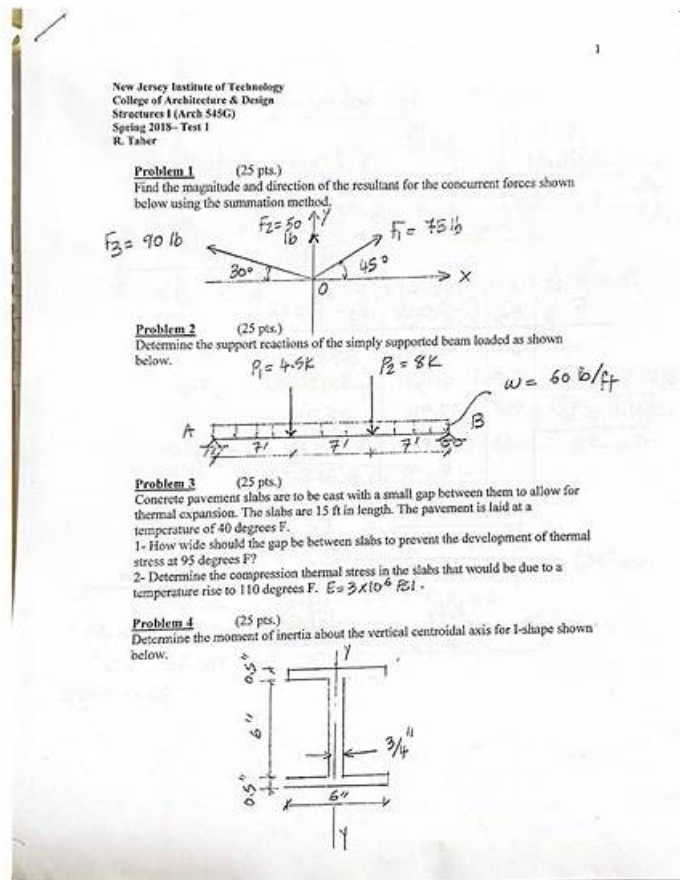 1
New Jersey Institute of Technology
College of Architecture & Design
Structures I (Arch 545G)
Spring 2018– Test 1
R. Taher
Problem 1 (25 pts.)
Find the magnitude and direction of the resultant for the concurrent forces shown
below using the summation method.
F3 = 90 lb
F2 = 50
lb
Y
F1 = 75 lb
30°
45°
X
O
Problem 2 (25 pts.)
Determine the support reactions of the simply supported beam loaded as shown
below.
P1 = 4.5K
P2 = 8K
w = 60 lb/ft
A
B
7' 7' 7'
Problem 3 (25 pts.)
Concrete pavement slabs are to be cast with a small gap between them to allow for
thermal expansion. The slabs are 15 ft in length. The pavement is laid at a
temperature of 40 degrees F.
1- How wide should the gap be between slabs to prevent the development of thermal
stress at 95 degrees F?
2- Determine the compression thermal stress in the slabs that would be due to a
temperature rise to 110 degrees F. E = 3x10⁶ PSI.
Problem 4 (25 pts.)
Determine the moment of inertia about the vertical centroidal axis for I-shape shown
below.
Y
0.5"
6"
3/4"
0.5"
6"
Y